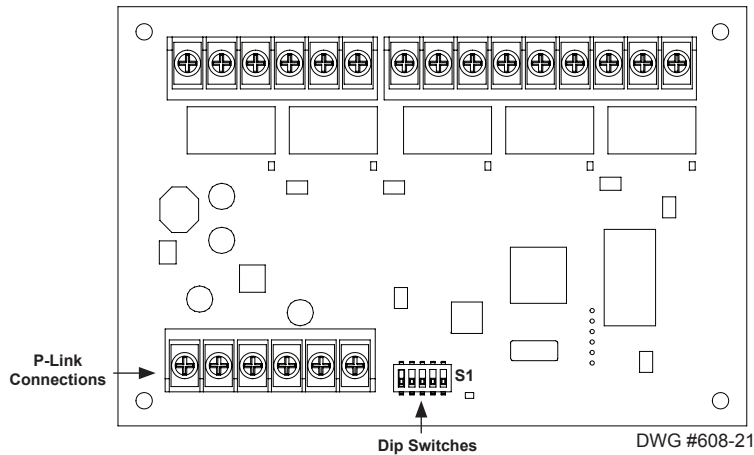 P-Link
Connections
S1
Dip Switches
DWG #608-21